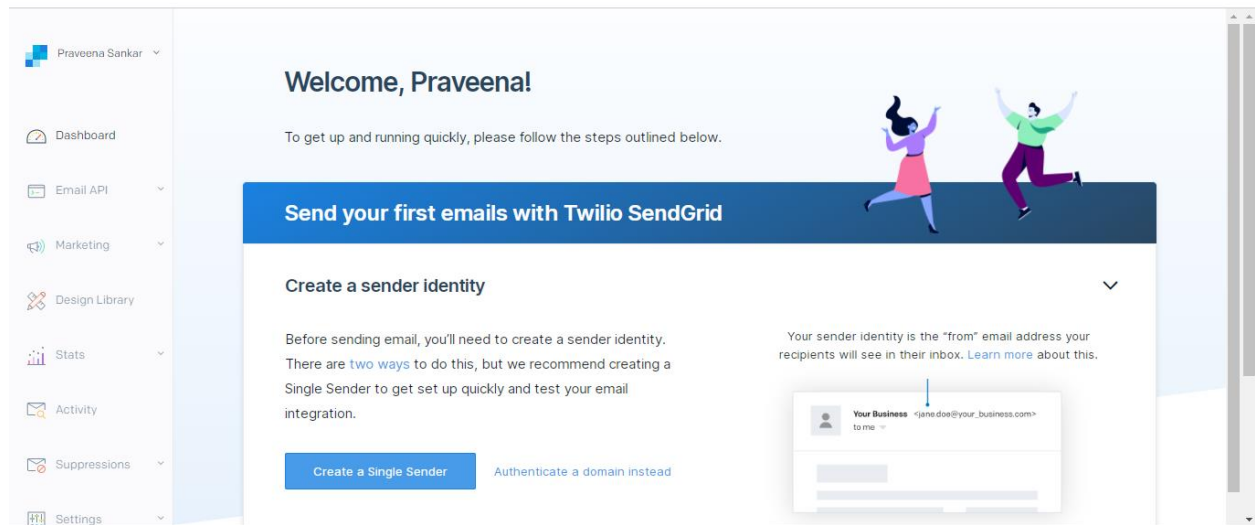 Praveena Sankar
Dashboard
Email API
Marketing
Design Library
Stats
Activity
Suppressions
Settings
Welcome, Praveena!
To get up and running quickly, please follow the steps outlined below.
Send your first emails with Twilio SendGrid
Create a sender identity
Before sending email, you'll need to create a sender identity.
There are two ways to do this, but we recommend creating a
Single Sender to get set up quickly and test your email
integration.
Create a Single Sender
Authenticate a domain instead
Your sender identity is the "from" email address your
recipients will see in their inbox. Learn more about this.
Your Business <jane.doe@your_business.com>
to me